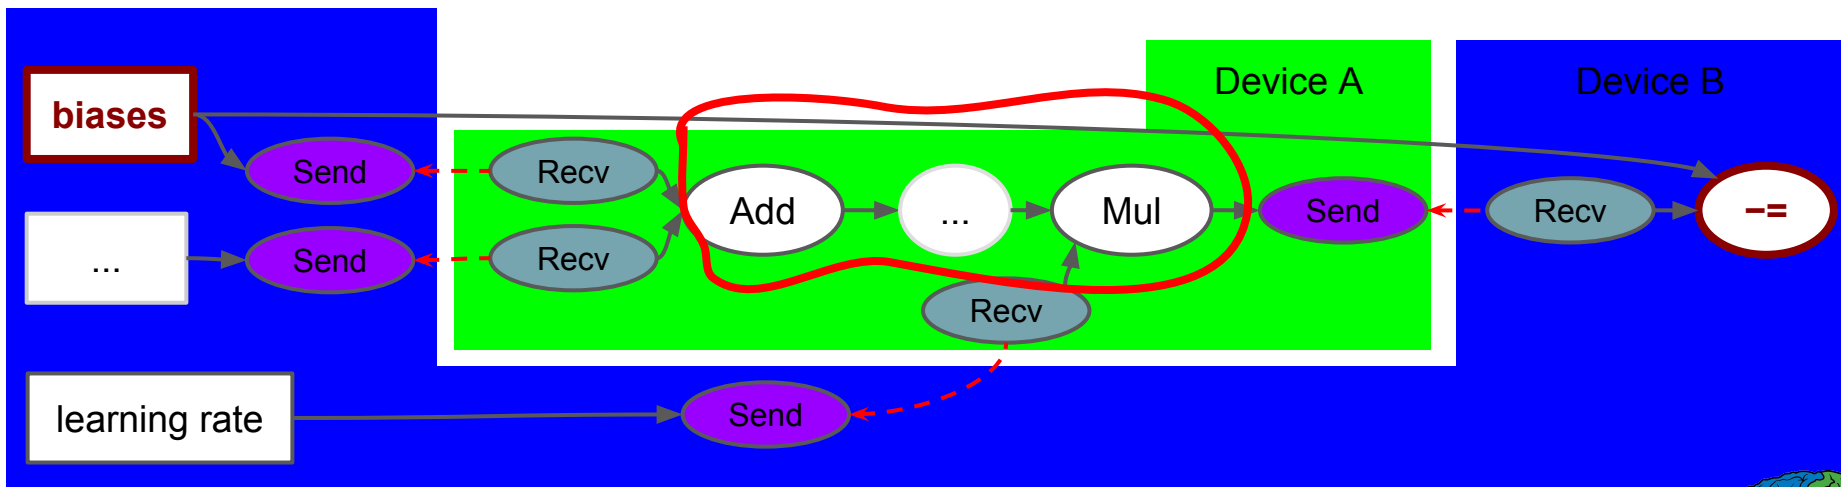 Device A
Device B
biases
Send
Recv
Add
...
Mul
Send
Recv
−=
...
Send
Recv
Recv
learning rate
Send